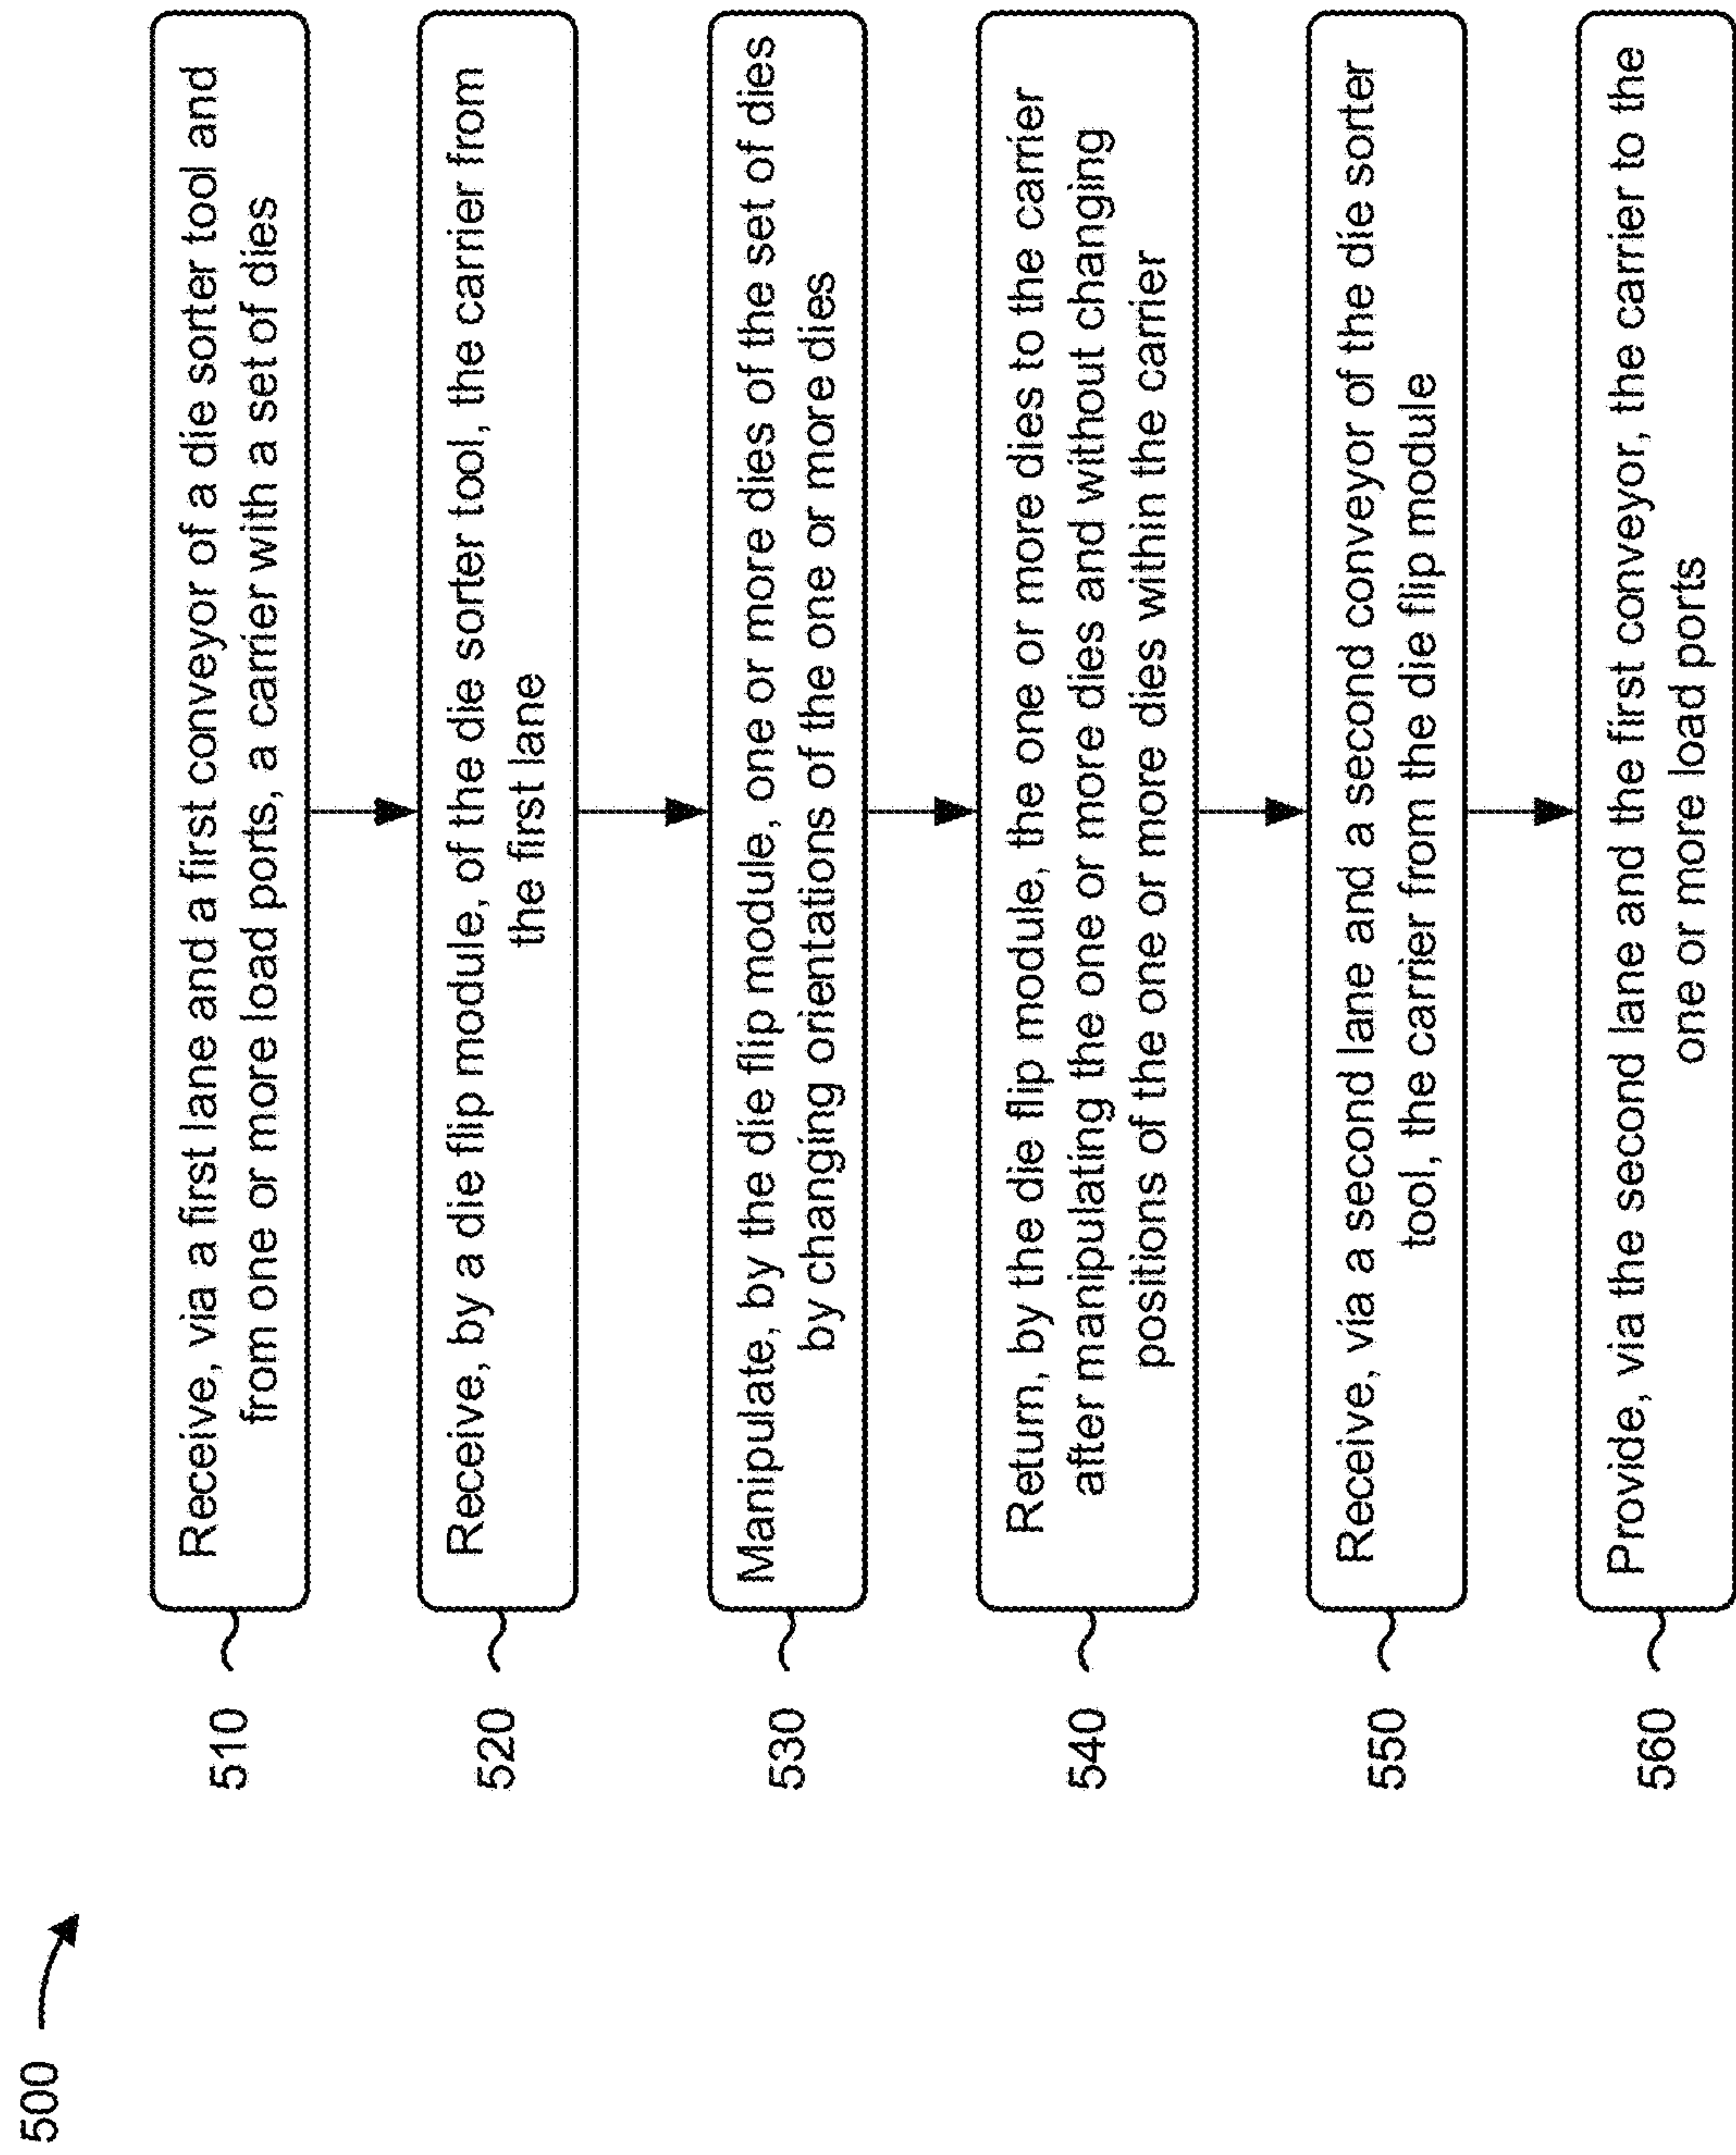 500
510
Receive, via a first lane and a first conveyor of a die sorter tool and
from one or more load ports, a carrier with a set of dies
520
Receive, by a die flip module, of the die sorter tool, the carrier from
the first lane
530
Manipulate, by the die flip module, one or more dies of the set of dies
by changing orientations of the one or more dies
540
Return, by the die flip module, the one or more dies to the carrier
after manipulating the one or more dies and without changing
positions of the one or more dies within the carrier
550
Receive, via a second lane and a second conveyor of the die sorter
tool, the carrier from the die flip module
560
Provide, via the second lane and the first conveyor, the carrier to the
one or more load ports